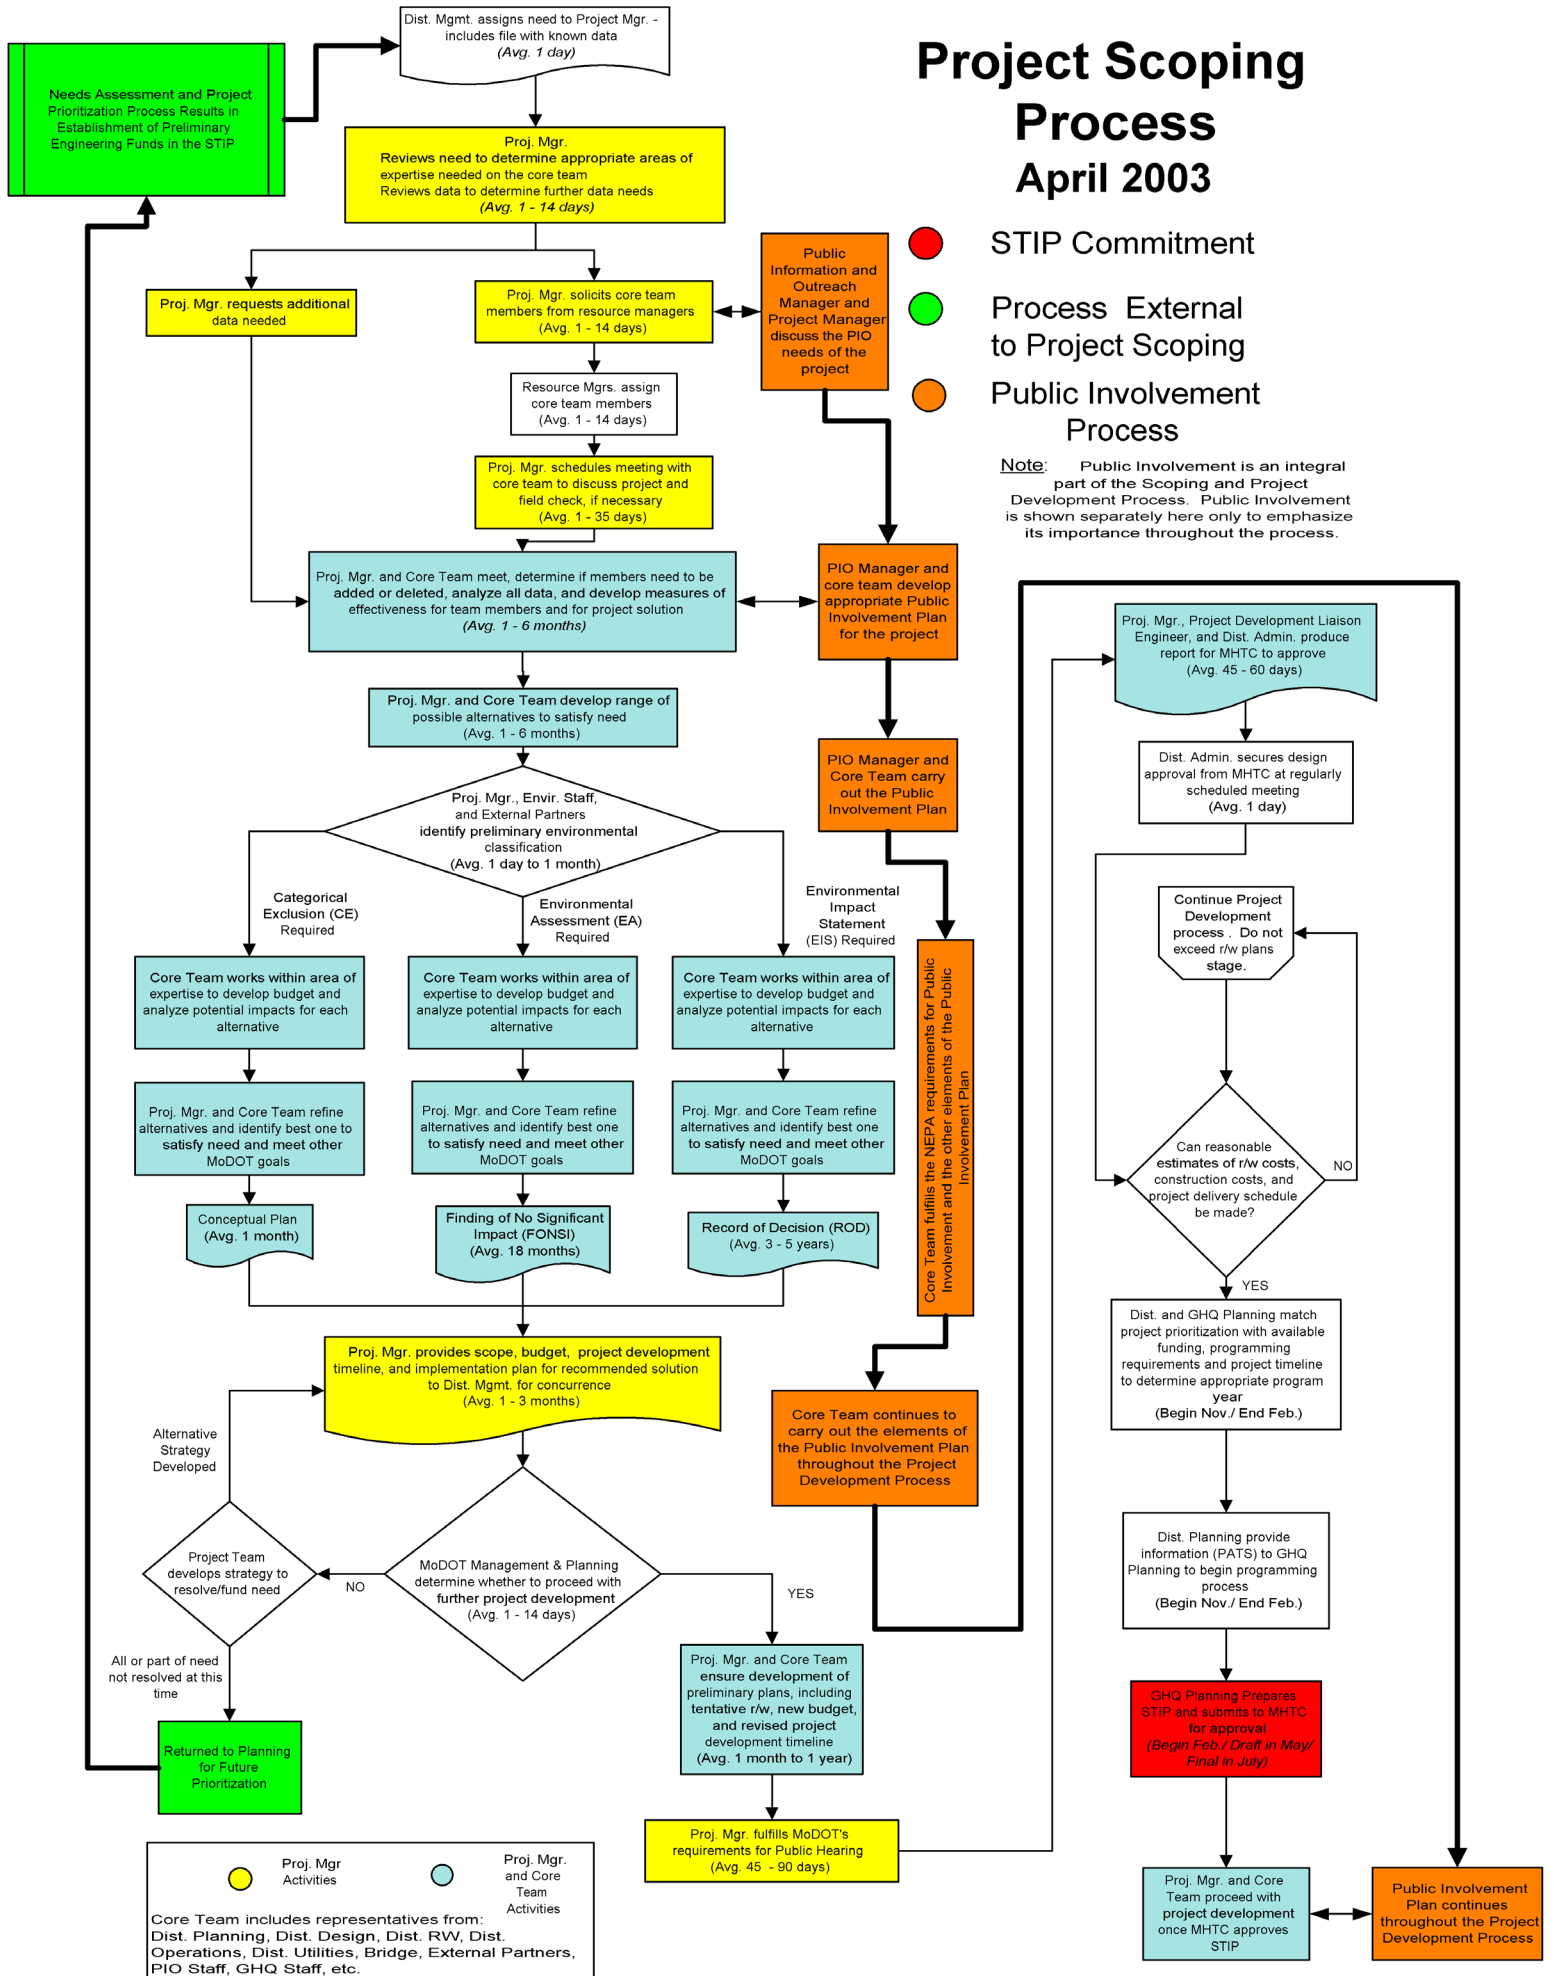 Project Scoping
Process
April 2003
Dist. Mgmt. assigns need to Project Mgr. -
includes file with known data
(Avg. 1 day)
Needs Assessment and Project
Prioritization Process Results in
Establishment of Preliminary
Engineering Funds in the STIP
Proj. Mgr.
Reviews need to determine appropriate areas of
expertise needed on the core team
Reviews data to determine further data needs
(Avg. 1 - 14 days)
STIP Commitment
Process External
to Project Scoping
Public Involvement
Process
Note: Public Involvement is an integral
part of the Scoping and Project
Development Process. Public Involvement
is shown separately here only to emphasize
its importance throughout the process.
Proj. Mgr. requests additional
data needed
Proj. Mgr. solicits core team
members from resource managers
(Avg. 1 - 14 days)
Public
Information and
Outreach
Manager and
Project Manager
discuss the PIO
needs of the
project
Resource Mgrs. assign
core team members
(Avg. 1 - 14 days)
Proj. Mgr. schedules meeting with
core team to discuss project and
field check, if necessary
(Avg. 1 - 35 days)
Proj. Mgr. and Core Team meet, determine if members need to be
added or deleted, analyze all data, and develop measures of
effectiveness for team members and for project solution
(Avg. 1 - 6 months)
PIO Manager and
core team develop
appropriate Public
Involvement Plan
for the project
Proj. Mgr. and Core Team develop range of
possible alternatives to satisfy need
(Avg. 1 - 6 months)
PIO Manager and
Core Team carry
out the Public
Involvement Plan
Proj. Mgr., Envir. Staff,
and External Partners
identify preliminary environmental
classification
(Avg. 1 day to 1 month)
Categorical
Exclusion (CE)
Required
Environmental
Assessment (EA)
Required
Environmental
Impact
Statement
(EIS) Required
Core Team works within area of
expertise to develop budget and
analyze potential impacts for each
alternative
Core Team works within area of
expertise to develop budget and
analyze potential impacts for each
alternative
Core Team works within area of
expertise to develop budget and
analyze potential impacts for each
alternative
Core Team fulfills the NEPA requirements for Public
Involvement and the other elements of the Public
Involvement Plan
Proj. Mgr. and Core Team refine
alternatives and identify best one to
satisfy need and meet other
MoDOT goals
Proj. Mgr. and Core Team refine
alternatives and identify best one
to satisfy need and meet other
MoDOT goals
Proj. Mgr. and Core Team refine
alternatives and identify best one
to satisfy need and meet other
MoDOT goals
Conceptual Plan
(Avg. 1 month)
Finding of No Significant
Impact (FONSI)
(Avg. 18 months)
Record of Decision (ROD)
(Avg. 3 - 5 years)
Proj. Mgr. provides scope, budget, project development
timeline, and implementation plan for recommended solution
to Dist. Mgmt. for concurrence
(Avg. 1 - 3 months)
Core Team continues to
carry out the elements of
the Public Involvement Plan
throughout the Project
Development Process
Alternative
Strategy
Developed
Project Team
develops strategy to
resolve/fund need
NO
MoDOT Management & Planning
determine whether to proceed with
further project development
(Avg. 1 - 14 days)
YES
All or part of need
not resolved at this
time
Returned to Planning
for Future
Prioritization
Proj. Mgr. and Core Team
ensure development of
preliminary plans, including
tentative r/w, new budget,
and revised project
development timeline
(Avg. 1 month to 1 year)
Proj. Mgr. fulfills MoDOT's
requirements for Public Hearing
(Avg. 45 - 90 days)
Proj. Mgr., Project Development Liaison
Engineer, and Dist. Admin. produce
report for MHTC to approve
(Avg. 45 - 60 days)
Dist. Admin. secures design
approval from MHTC at regularly
scheduled meeting
(Avg. 1 day)
Continue Project
Development
process . Do not
exceed r/w plans
stage.
Can reasonable
estimates of r/w costs,
construction costs, and
project delivery schedule
be made?
NO
YES
Dist. and GHQ Planning match
project prioritization with available
funding, programming
requirements and project timeline
to determine appropriate program
year
(Begin Nov./ End Feb.)
Dist. Planning provide
information (PATS) to GHQ
Planning to begin programming
process
(Begin Nov./ End Feb.)
GHQ Planning Prepares
STIP and submits to MHTC
for approval
(Begin Feb./ Draft in May/
Final in July)
Proj. Mgr. and Core
Team proceed with
project development
once MHTC approves
STIP
Public Involvement
Plan continues
throughout the Project
Development Process
Proj. Mgr
Activities
Proj. Mgr.
and Core
Team
Activities
Core Team includes representatives from:
Dist. Planning, Dist. Design, Dist. RW, Dist.
Operations, Dist. Utilities, Bridge, External Partners,
PIO Staff, GHQ Staff, etc.